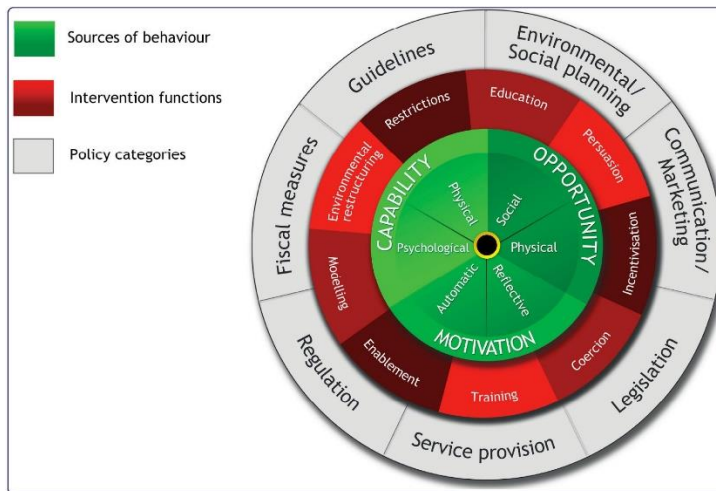 Sources of behaviour
Intervention functions
Policy categories
Guidelines
Environmental/
Social planning
Communication/
Marketing
Legislation
Service provision
Regulation
Fiscal measures
Restrictions
Education
Persuasion
Incentivisation
Coercion
Training
Enablement
Modelling
Environmental
restructuring
CAPABILITY
OPPORTUNITY
MOTIVATION
Physical
Social
Psychological
Physical
Automatic
Reflective